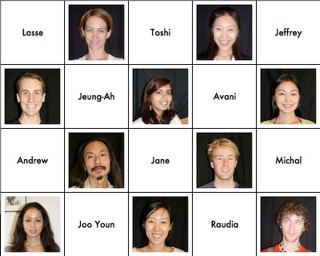 Lasse
Toshi
Jeffrey
Jeung-Ah
Avani
Andrew
Jane
Michal
Joo Youn
Raudia